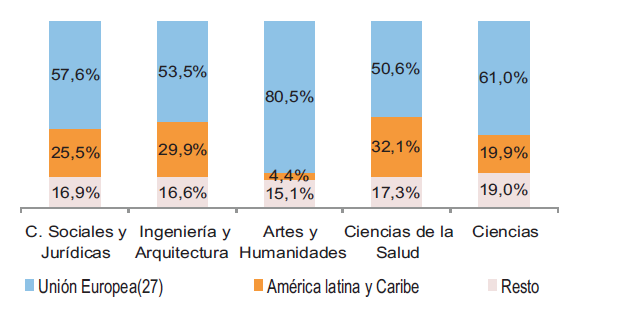 57,6% 53,5% 80,5% 50,6% 61,0%
25,5% 29,9% 4,4% 32,1% 19,9%
16,9% 16,6% 15,1% 17,3% 19,0%
C. Sociales y Ingeniería y Artes y Ciencias de la Ciencias
Jurídicas Arquitectura Humanidades Salud
Unión Europea(27) América latina y Caribe Resto